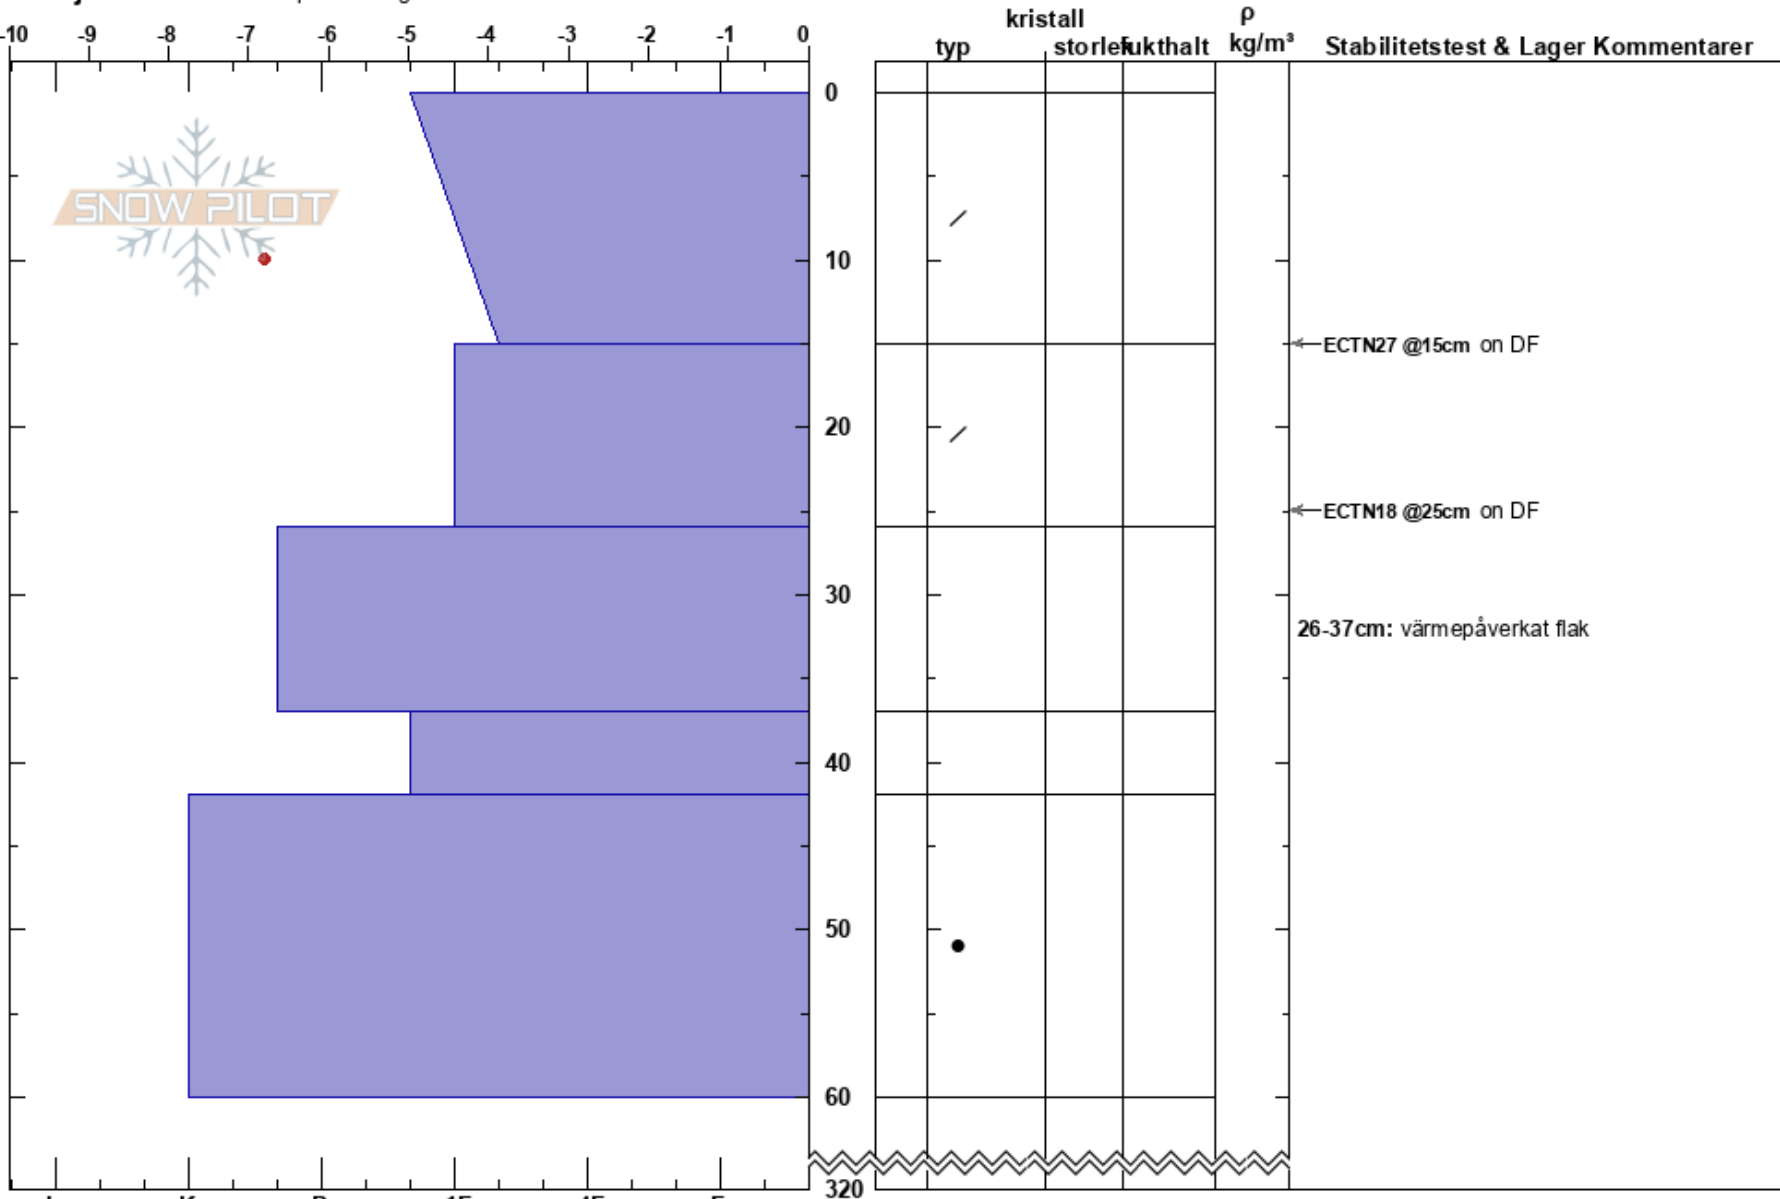 kristall ρ
-10 -9 -8 -7 -6 -5 -4 -3 -2 -1 0 typ storlek fukthalt kg/m³ Stabilitetstest & Lager Kommentarer
0
SNOW PILOT
10
15
ECTN27 @15cm on DF
20
ECTN18 @25cm on DF
30
26-37cm: värmepåverkat flak
40
50
60
320